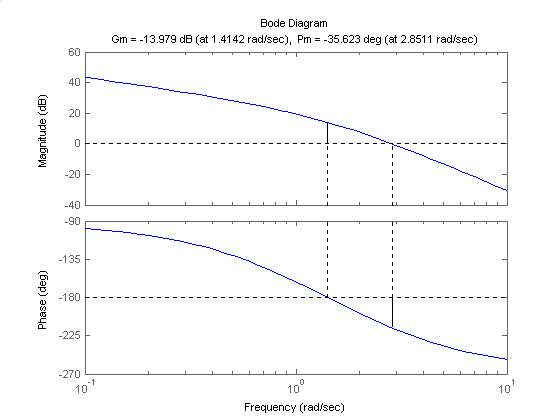 Bode Diagram
Gm = -13.979 dB (at 1.4142 rad/sec), Pm = -35.623 deg (at 2.8511 rad/sec)
60
40
20
0
-20
-40
Magnitude (dB)
-90
-135
-180
-225
-270
Phase (deg)
10^-1
10^0
10^1
Frequency (rad/sec)